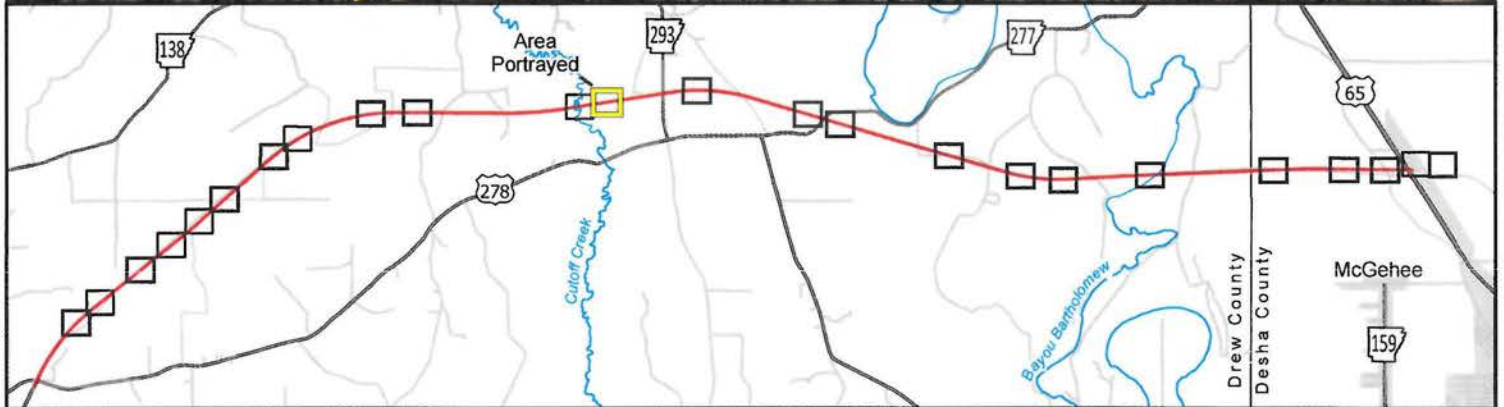 138
Area
Portrayed
293
277
65
278
Cutoff Creek
Bayou Bartholomew
Drew County
Desha County
McGehee
159